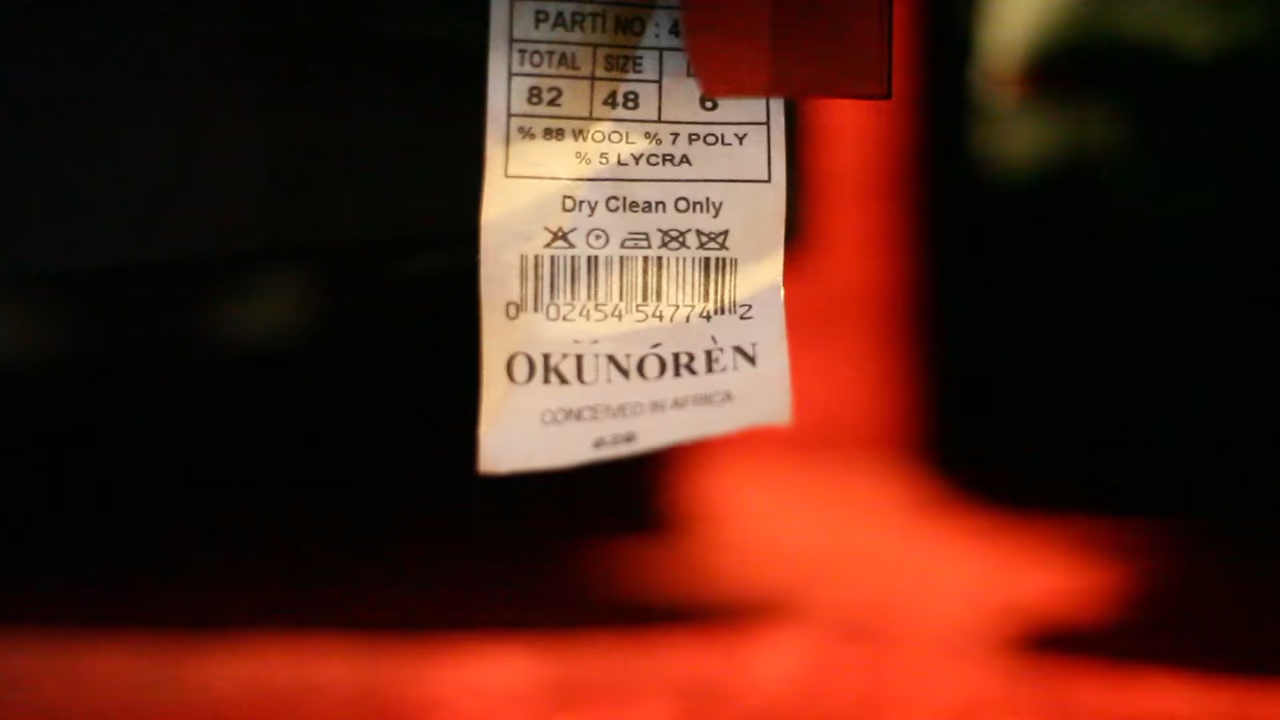 PARTİ NO : 4
TOTAL SIZE
82 48 6
% 88 WOOL % 7 POLY
% 5 LYCRA
Dry Clean Only
0 02454 54774 2
OKŬNÓRÈN
CONCEIVED IN AFRICA